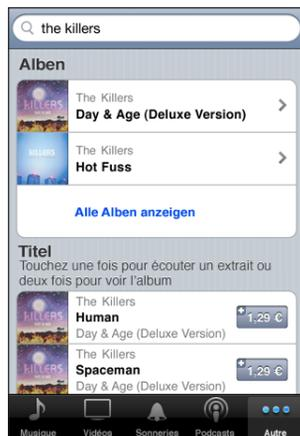 the killers
Alben
The Killers
Day & Age (Deluxe Version)
The Killers
Hot Fuss
Alle Alben anzeigen
Titel
Touchez une fois pour écouter un extrait ou
deux fois pour voir l'album
The Killers
Human
Day & Age (Deluxe Version)
1,29 €
The Killers
Spaceman
Day & Age (Deluxe Version)
1,29 €
Musique Vidéos Sonneries Podcasts Autre